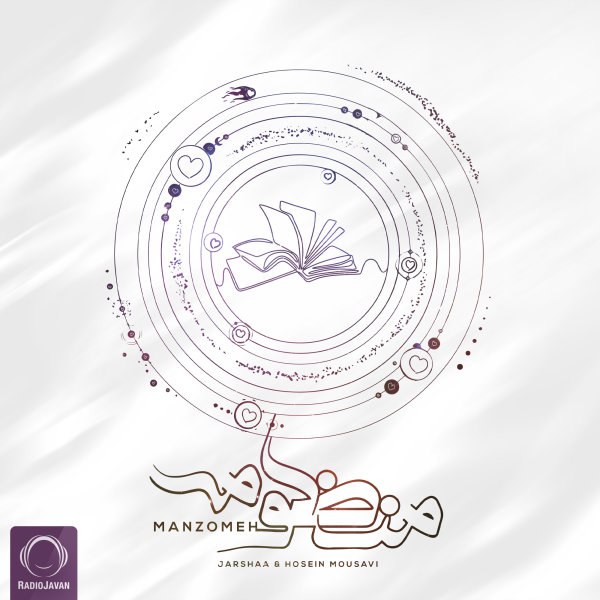 منظومه
MANZOMEH
JARSHAA & HOSEIN MOUSAVI
RADIOJAVAN